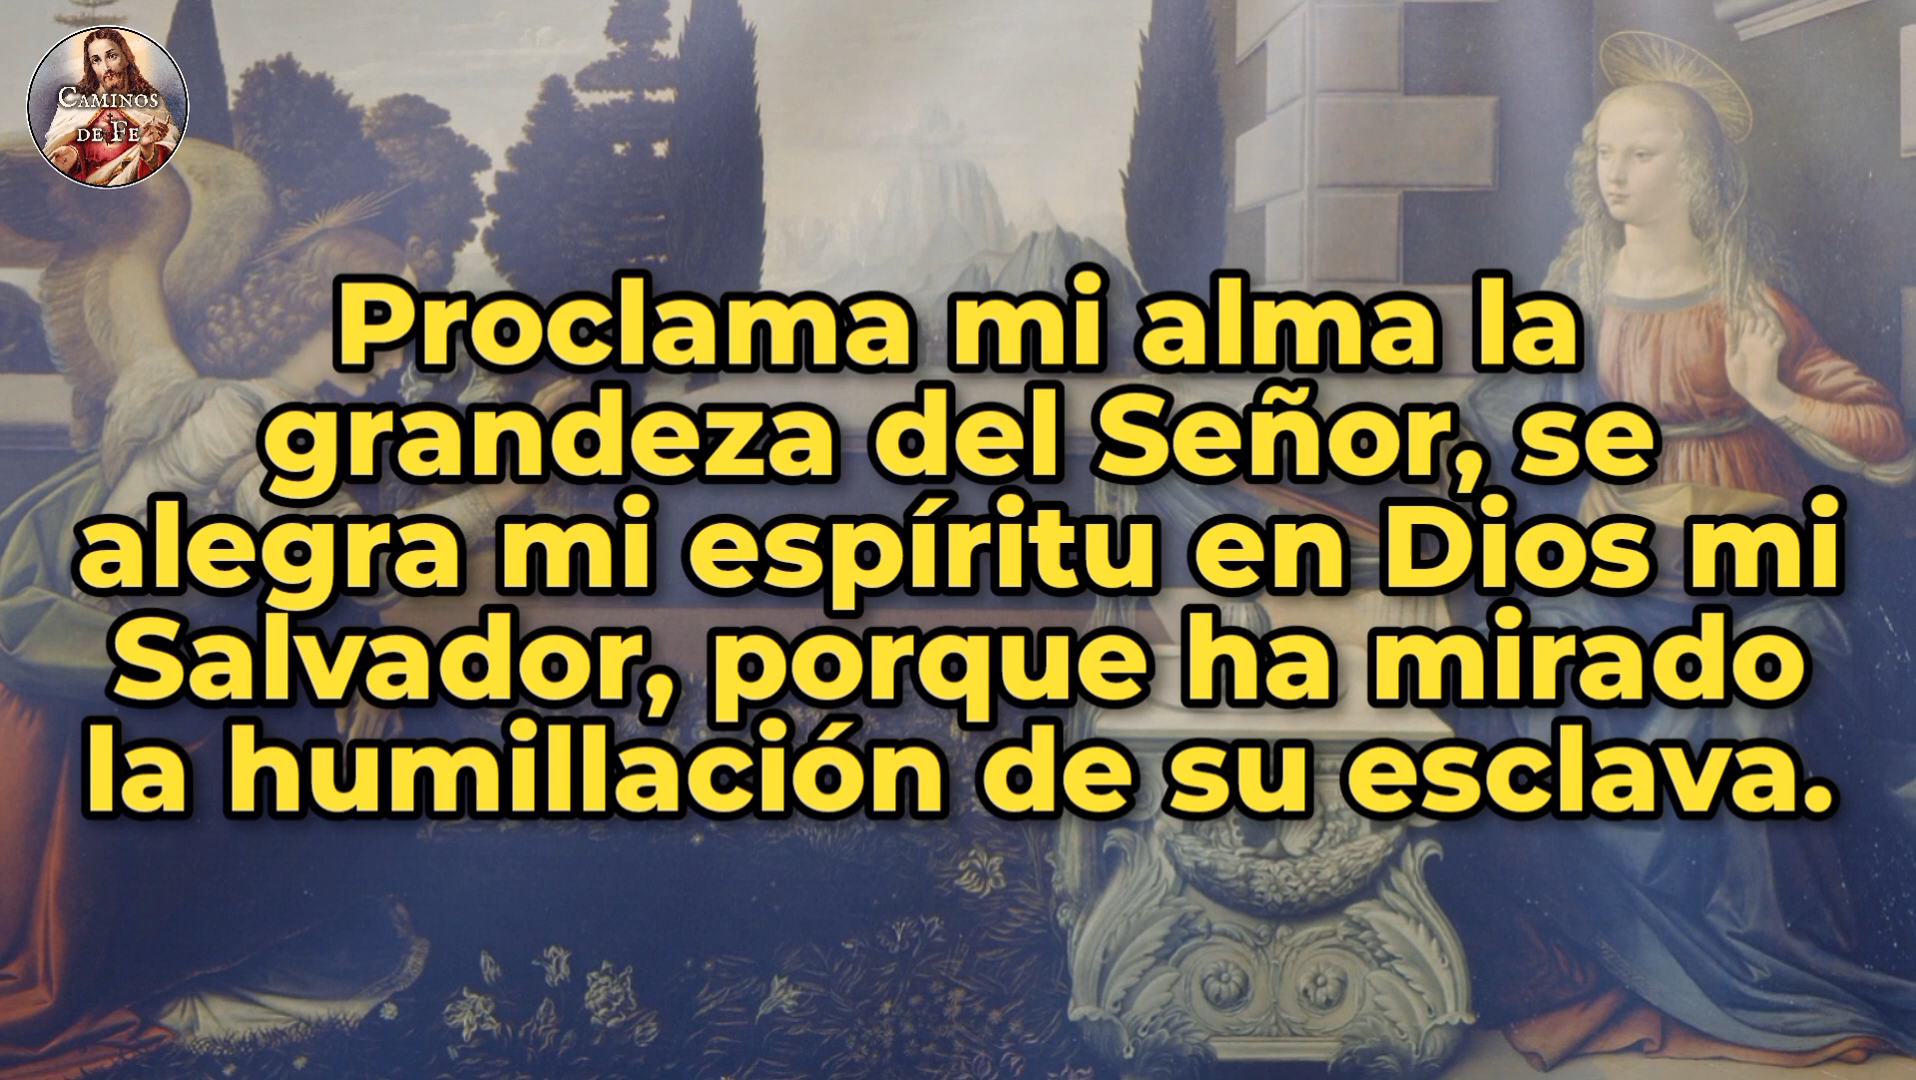 CAMINOS
DE FE
Proclama mi alma la
grandeza del Señor, se
alegra mi espíritu en Dios mi
Salvador, porque ha mirado
la humillación de su esclava.